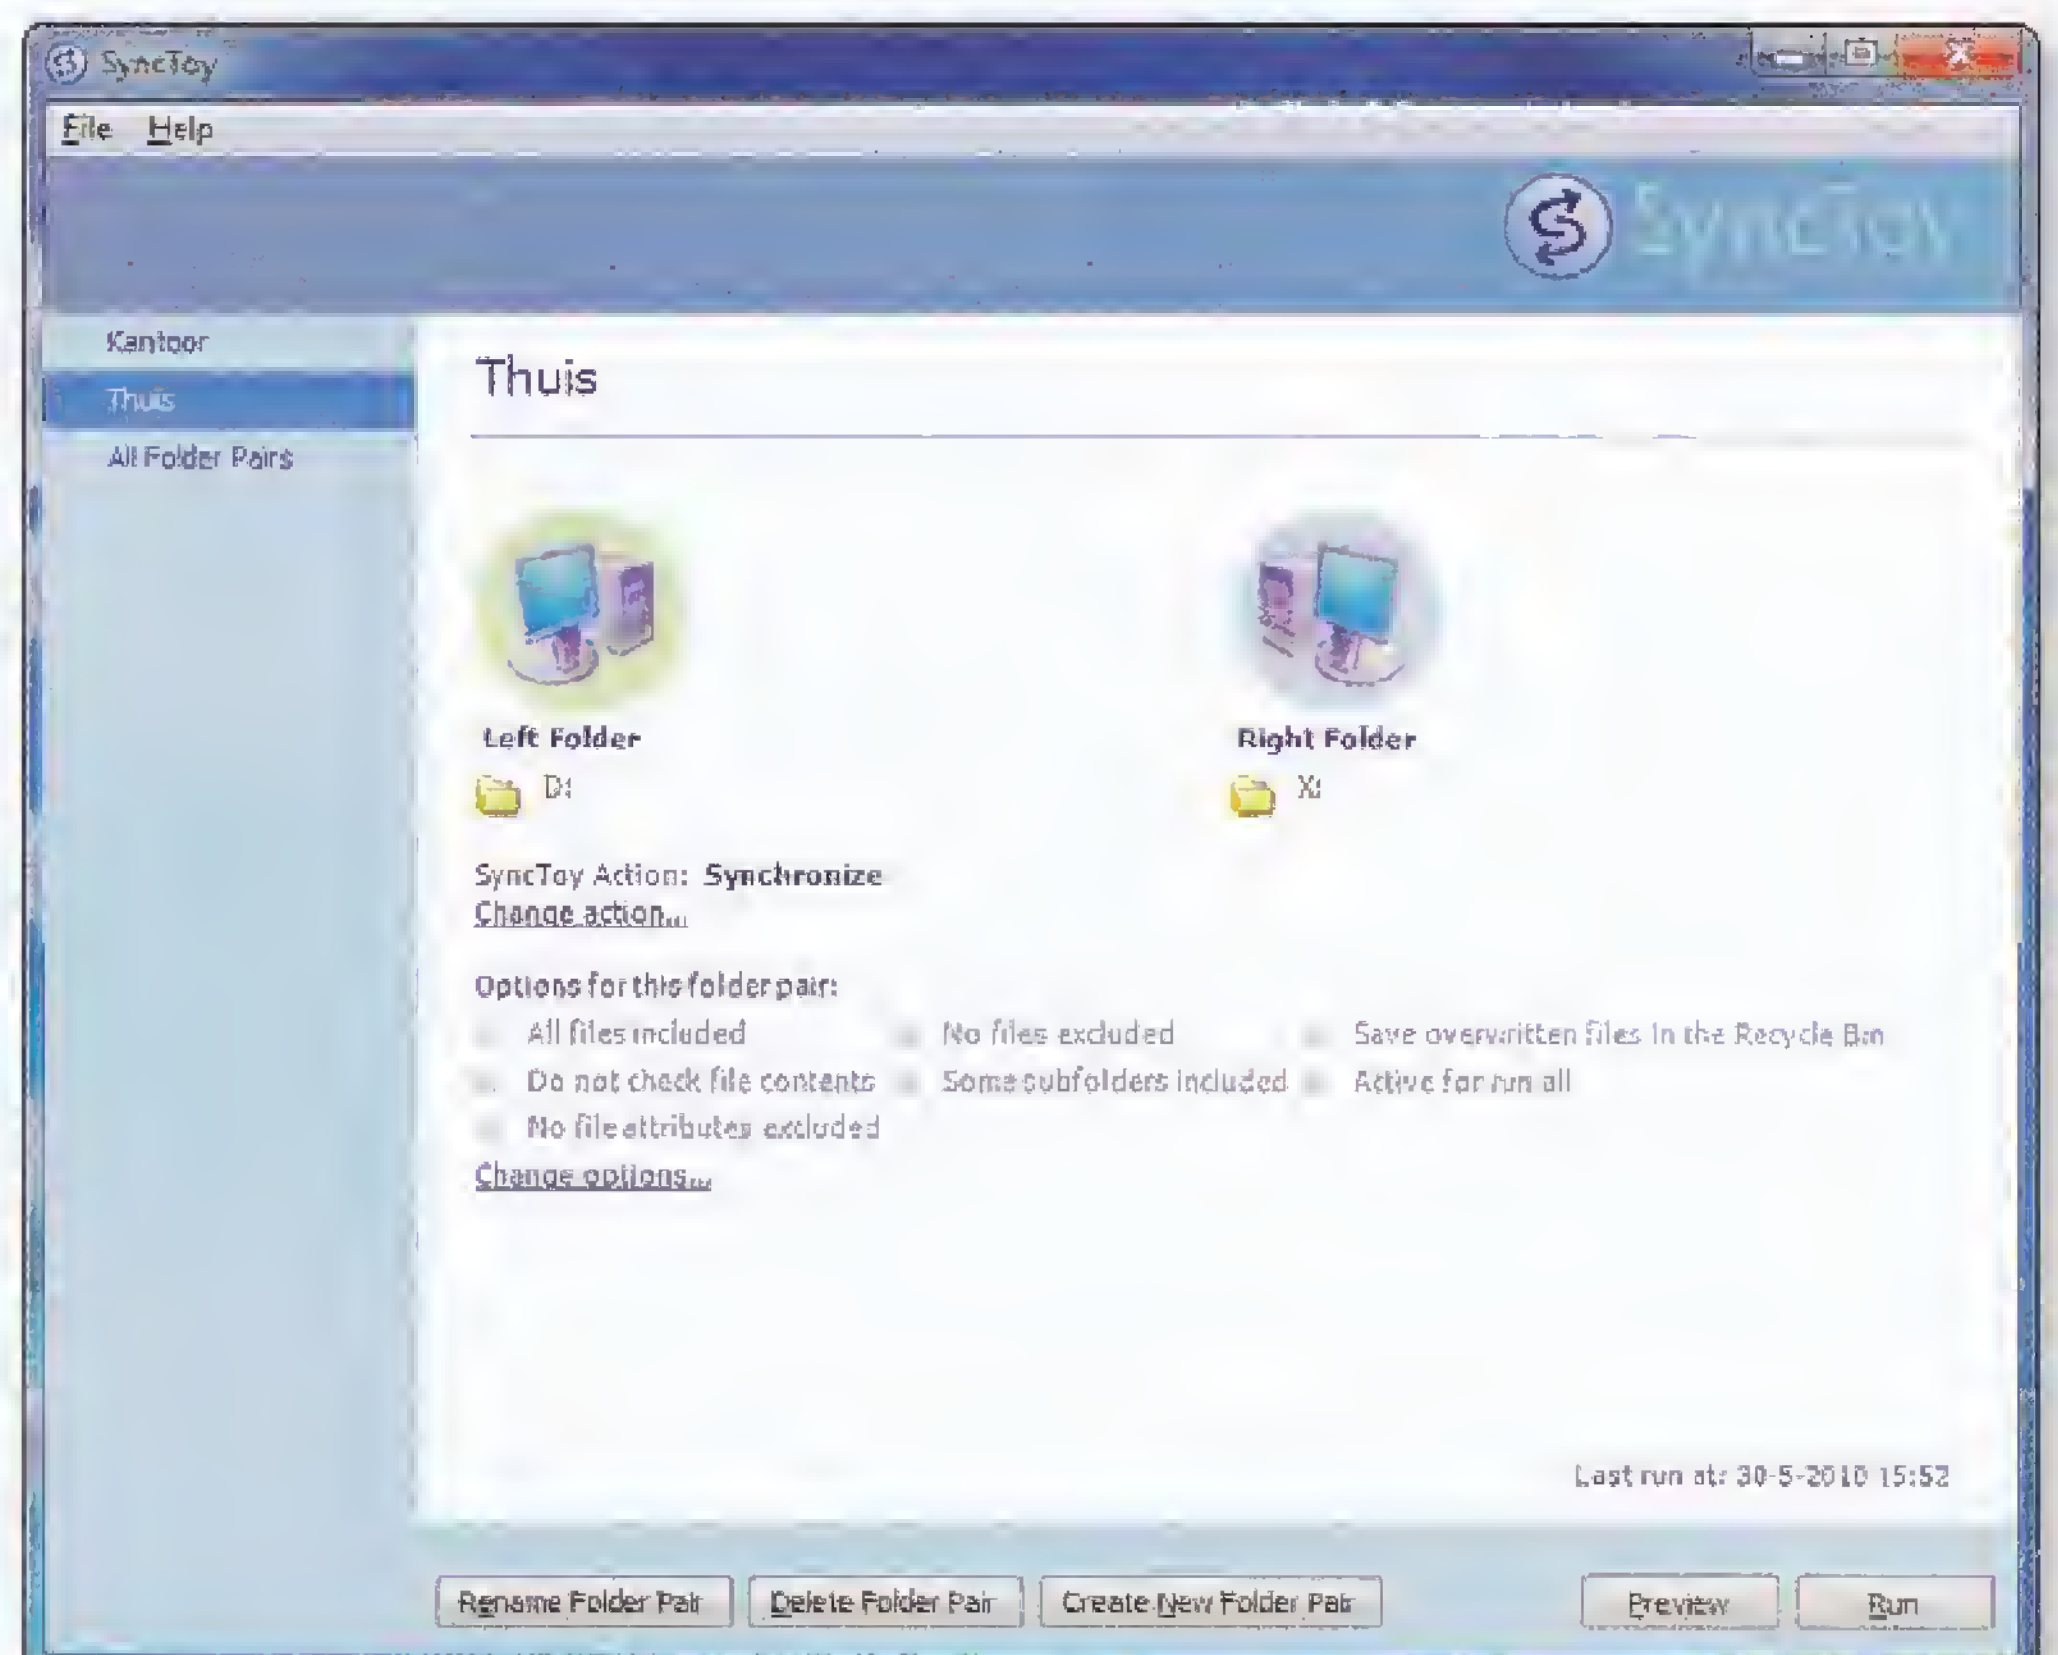 SyncToy
File Help
SyncToy
Kantoor
Thuis
All Folder Pairs
Thuis
Left Folder
Right Folder
D:
X:
SyncToy Action: Synchronize
Change action...
Options for this folder pair:
All files included
No files excluded
Save overwritten files in the Recycle Bin
Do not check file contents
Some subfolders included
Active for run all
No file attributes excluded
Change options...
Last run at: 30-5-2010 15:52
Rename Folder Pair
Delete Folder Pair
Create New Folder Pair
Preview
Run